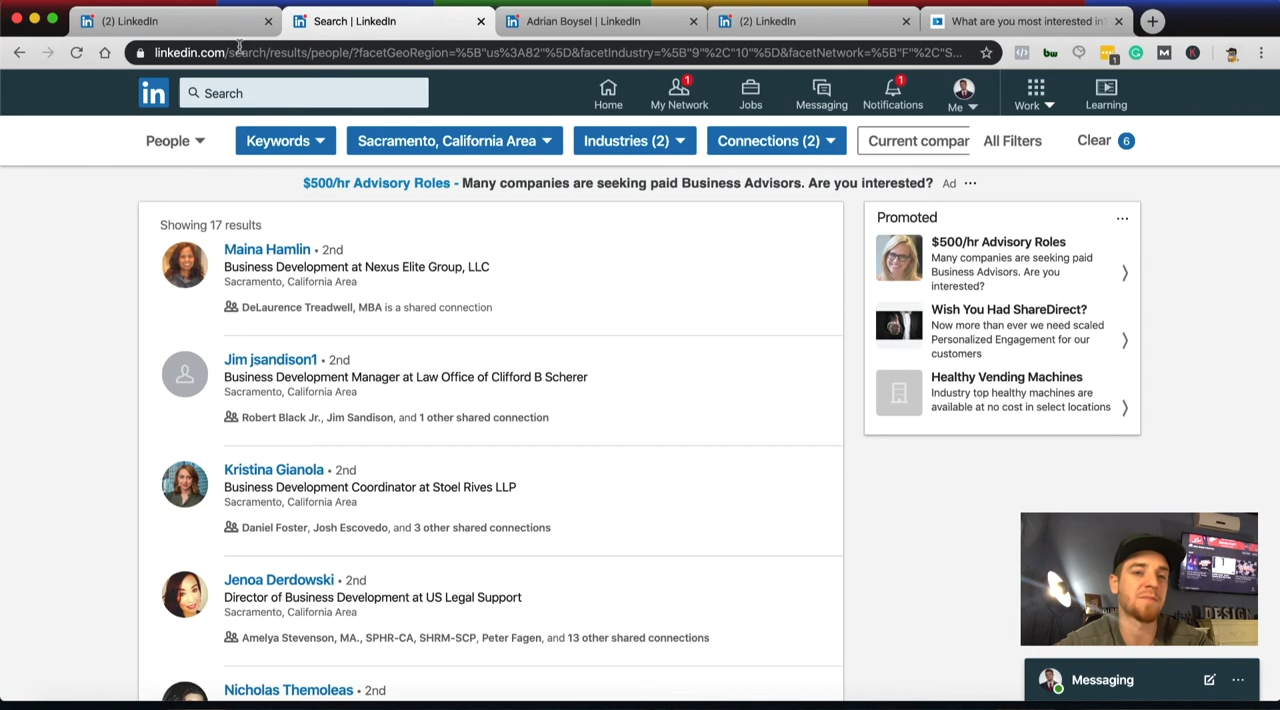 (2) LinkedIn
Search | LinkedIn
Adrian Boysel | LinkedIn
(2) LinkedIn
What are you most interested in
linkedin.com/search/results/people/?facetGeoRegion=%5B"us%3A82"%5D&facetIndustry=%5B"9"%2C"10"%5D&facetNetwork=%5B"F"%2C"S...
bw
1
M
K
in
Search
Home
1
My Network
Jobs
Messaging
1
Notifications
Me
Work
Learning
People
Keywords
Sacramento, California Area
Industries (2)
Connections (2)
Current compar
All Filters
Clear 6
$500/hr Advisory Roles - Many companies are seeking paid Business Advisors. Are you interested? Ad ...
Showing 17 results
Maina Hamlin • 2nd
Business Development at Nexus Elite Group, LLC
Sacramento, California Area
DeLaurence Treadwell, MBA is a shared connection
Jim jsandison1 • 2nd
Business Development Manager at Law Office of Clifford B Scherer
Sacramento, California Area
Robert Black Jr., Jim Sandison, and 1 other shared connection
Kristina Gianola • 2nd
Business Development Coordinator at Stoel Rives LLP
Sacramento, California Area
Daniel Foster, Josh Escovedo, and 3 other shared connections
Jenoa Derdowski • 2nd
Director of Business Development at US Legal Support
Sacramento, California Area
Amelya Stevenson, MA., SPHR-CA, SHRM-SCP, Peter Fagen, and 13 other shared connections
Nicholas Themoleas • 2nd
Promoted
$500/hr Advisory Roles
Many companies are seeking paid
Business Advisors. Are you
interested?
Wish You Had ShareDirect?
Now more than ever we need scaled
Personalized Engagement for our
customers
Healthy Vending Machines
Industry top healthy machines are
available at no cost in select locations
DESIGN
Messaging